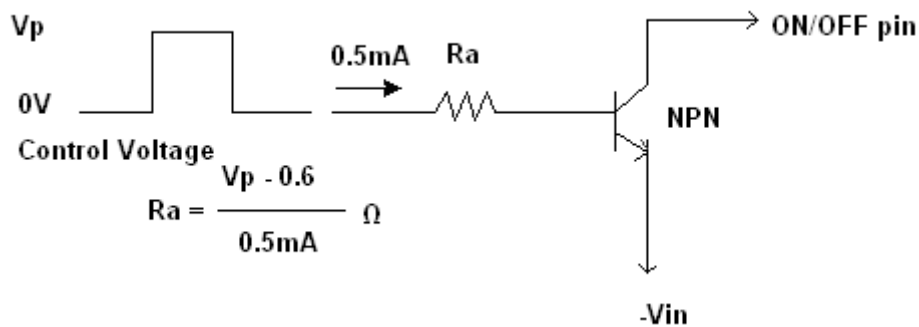 Vp
ON/OFF pin
0.5mA
Ra
0V
NPN
Control Voltage
Vp - 0.6
Ra =
Ω
0.5mA
-Vin